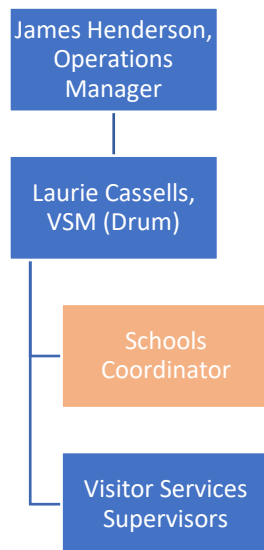 James Henderson,
Operations
Manager
Laurie Cassells,
VSM (Drum)
Schools
Coordinator
Visitor Services
Supervisors